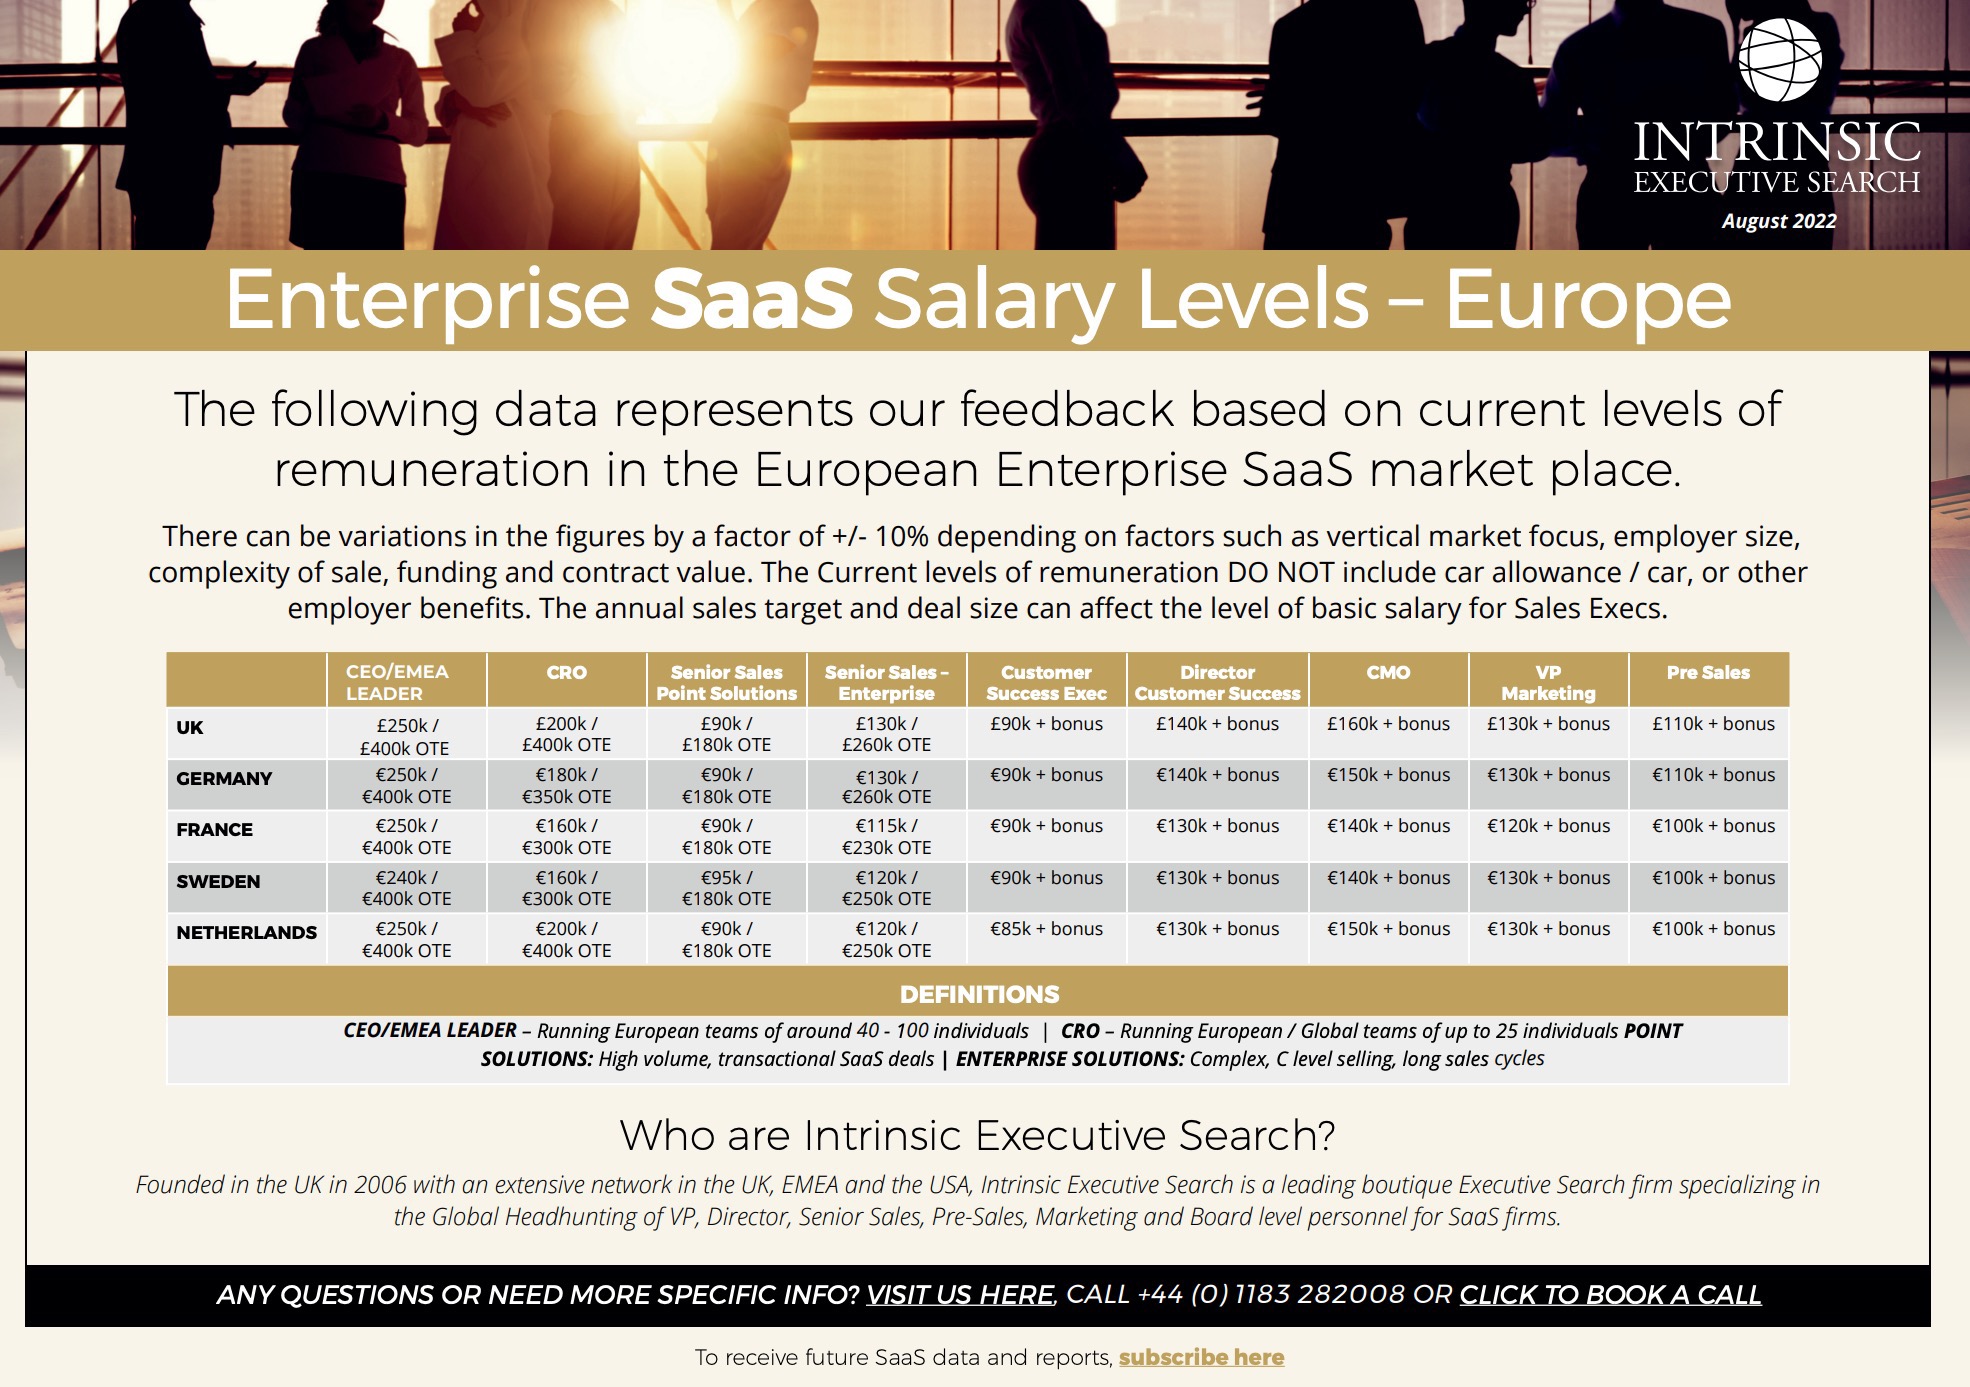 INTRINSIC
EXECUTIVE SEARCH
August 2022
Enterprise SaaS Salary Levels – Europe
The following data represents our feedback based on current levels of
remuneration in the European Enterprise SaaS market place.
There can be variations in the figures by a factor of +/- 10% depending on factors such as vertical market focus, employer size,
complexity of sale, funding and contract value. The Current levels of remuneration DO NOT include car allowance / car, or other
employer benefits. The annual sales target and deal size can affect the level of basic salary for Sales Execs.
CEO/EMEA CRO Senior Sales Senior Sales – Customer Director CMO VP Pre Sales
LEADER Point Solutions Enterprise Success Exec Customer Success Marketing
UK £250k / £200k / £90k / £130k / £90k + bonus £140k + bonus £160k + bonus £130k + bonus £110k + bonus
£400k OTE £400k OTE £180k OTE £260k OTE
GERMANY €250k / €180k / €90k / €130k / €90k + bonus €140k + bonus €150k + bonus €130k + bonus €110k + bonus
€400k OTE €350k OTE €180k OTE €260k OTE
FRANCE €250k / €160k / €90k / €115k / €90k + bonus €130k + bonus €140k + bonus €120k + bonus €100k + bonus
€400k OTE €300k OTE €180k OTE €230k OTE
SWEDEN €240k / €160k / €95k / €120k / €90k + bonus €130k + bonus €140k + bonus €130k + bonus €100k + bonus
€400k OTE €300k OTE €180k OTE €250k OTE
NETHERLANDS €250k / €200k / €90k / €120k / €85k + bonus €130k + bonus €150k + bonus €130k + bonus €100k + bonus
€400k OTE €400k OTE €180k OTE €250k OTE
DEFINITIONS
CEO/EMEA LEADER – Running European teams of around 40 - 100 individuals | CRO – Running European / Global teams of up to 25 individuals POINT
SOLUTIONS: High volume, transactional SaaS deals | ENTERPRISE SOLUTIONS: Complex, C level selling, long sales cycles
Who are Intrinsic Executive Search?
Founded in the UK in 2006 with an extensive network in the UK, EMEA and the USA, Intrinsic Executive Search is a leading boutique Executive Search firm specializing in
the Global Headhunting of VP, Director, Senior Sales, Pre-Sales, Marketing and Board level personnel for SaaS firms.
ANY QUESTIONS OR NEED MORE SPECIFIC INFO? VISIT US HERE, CALL +44 (0) 1183 282008 OR CLICK TO BOOK A CALL
To receive future SaaS data and reports, subscribe here